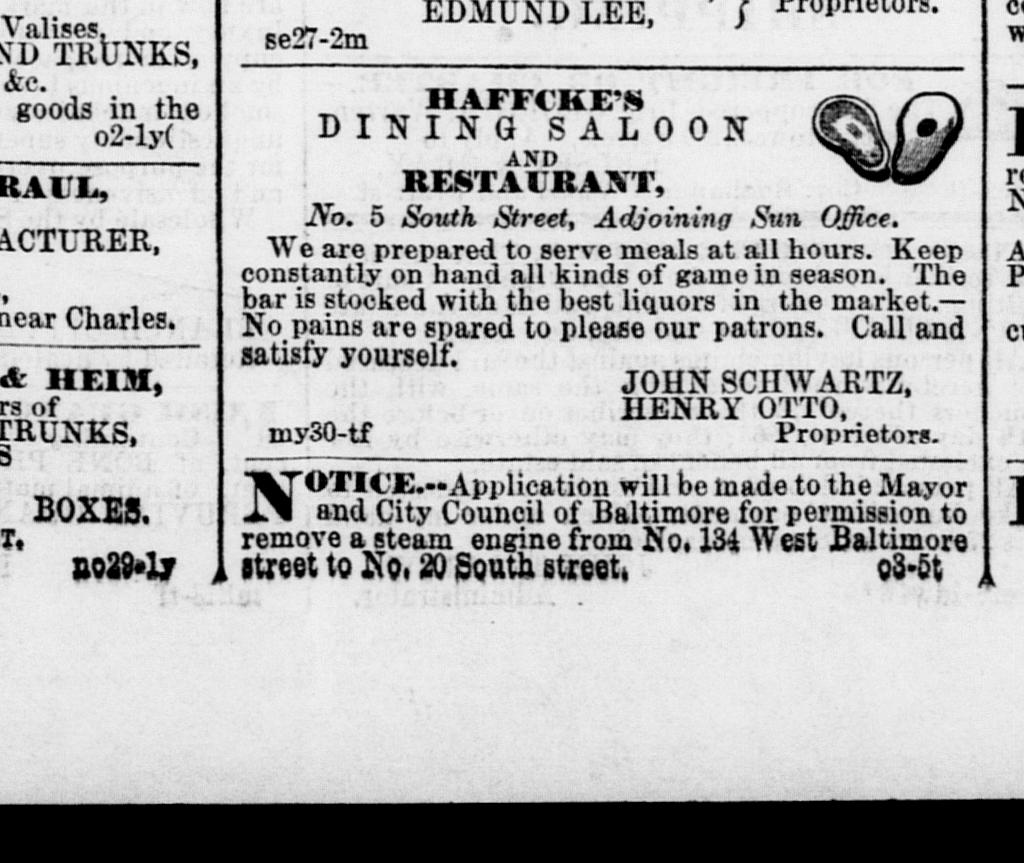 Valises,
ND TRUNKS,
&c.
goods in the
o2-1y(
RAUL,
ACTURER,
near Charles.
& HEIM,
rs of
TRUNKS,
S
BOXES.
T.
no29-1y
EDMUND LEE, } Proprietors.
se27-2m
HAFFCKE'S
DINING SALOON
AND
RESTAURANT,
No. 5 South Street, Adjoining Sun Office.
We are prepared to serve meals at all hours. Keep
constantly on hand all kinds of game in season. The
bar is stocked with the best liquors in the market.—
No pains are spared to please our patrons. Call and
satisfy yourself.
JOHN SCHWARTZ,
HENRY OTTO,
my30-tf Proprietors.
NOTICE.--Application will be made to the Mayor
and City Council of Baltimore for permission to
remove a steam engine from No. 134 West Baltimore
street to No. 20 South street. o3-5t